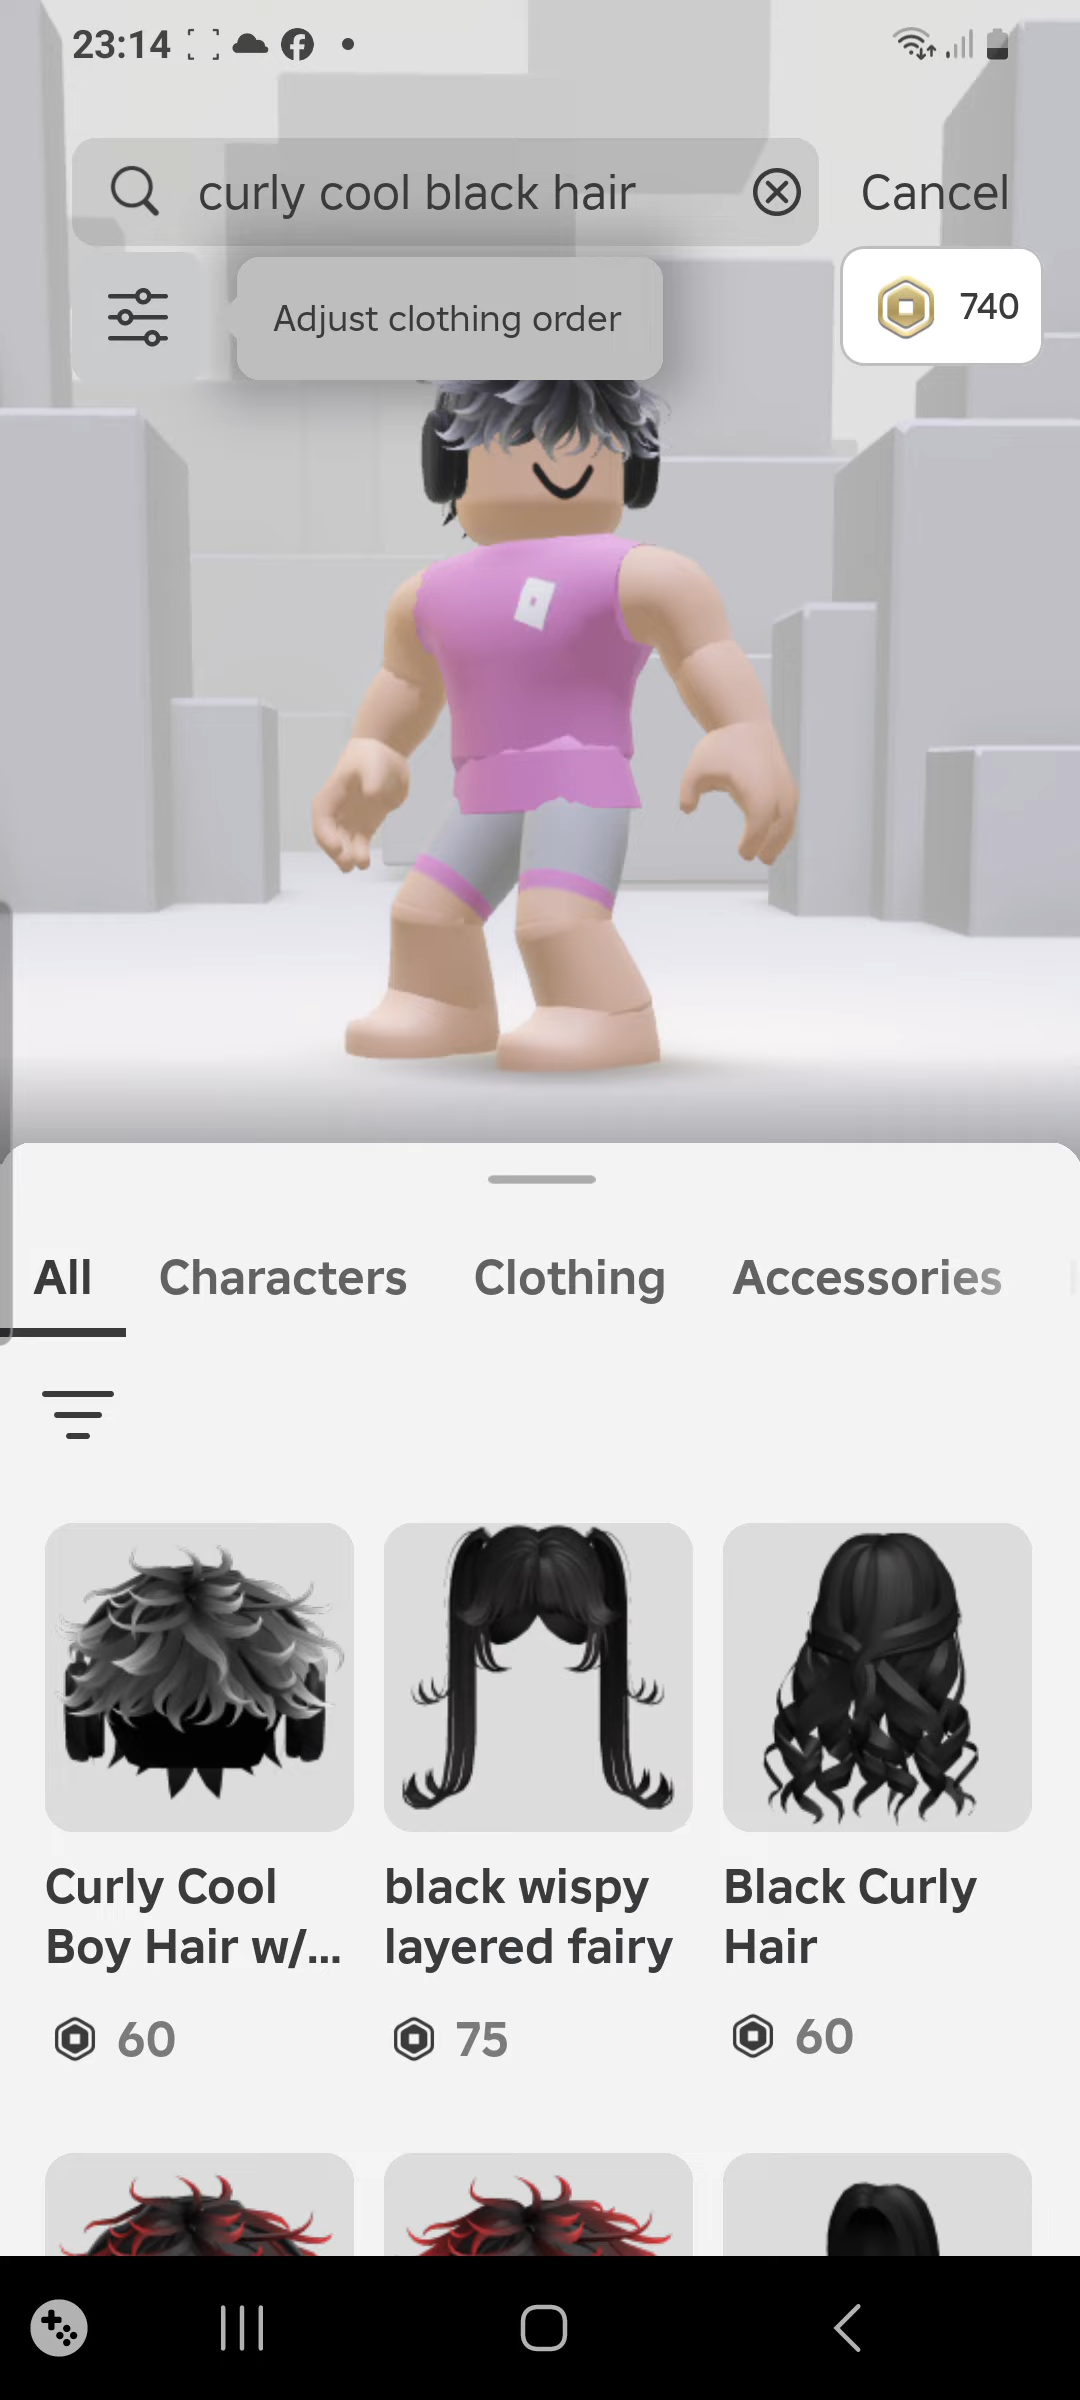 23:14
curly cool black hair
Cancel
Adjust clothing order
740
All
Characters
Clothing
Accessories
Curly Cool
Boy Hair w/...
60
black wispy
layered fairy
75
Black Curly
Hair
60